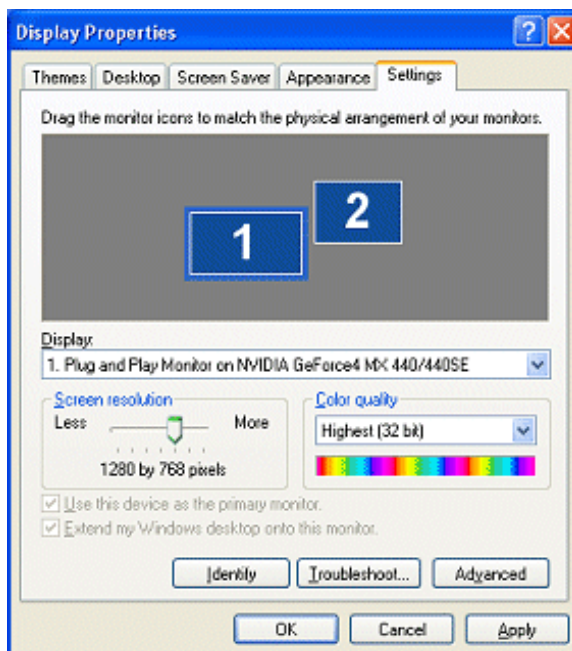 Display Properties
Themes Desktop Screen Saver Appearance Settings
Drag the monitor icons to match the physical arrangement of your monitors.
1 2
Display:
1. Plug and Play Monitor on NVIDIA GeForce4 MX 440/440SE
Screen resolution Color quality
Less More Highest (32 bit)
1280 by 768 pixels
Use this device as the primary monitor.
Extend my Windows desktop onto this monitor.
Identify Troubleshoot... Advanced
OK Cancel Apply